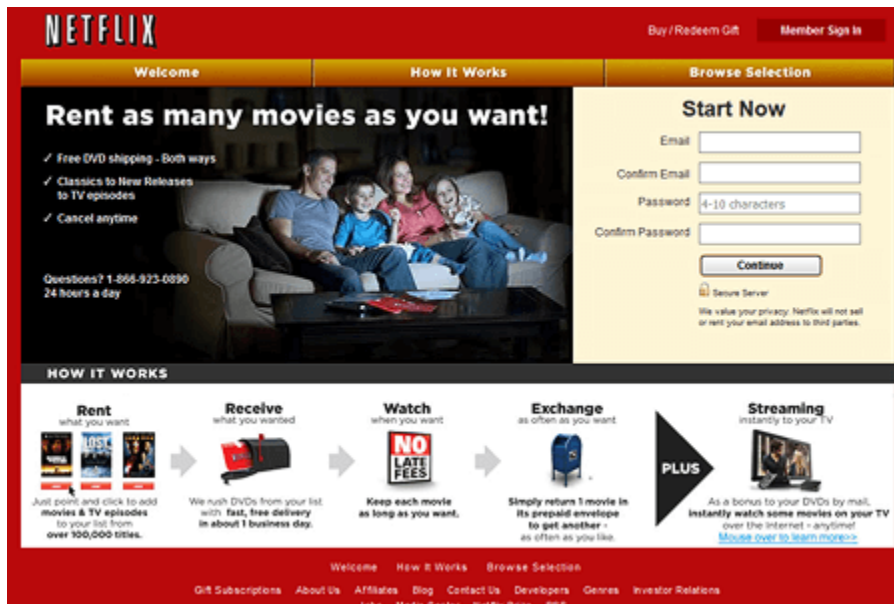 NETFLIX
Buy / Redeem Gift
Member Sign In
Welcome
How It Works
Browse Selection
Rent as many movies as you want!
✓ Free DVD shipping - Both ways
✓ Classics to New Releases
to TV episodes
✓ Cancel anytime
Questions? 1-866-923-0890
24 hours a day
Start Now
Email
Confirm Email
Password
4-10 characters
Confirm Password
Continue
Secure Server
We value your privacy. Netflix will not sell
or rent your email address to third parties.
HOW IT WORKS
Rent
what you want
LOST
Just point and click to add
movies & TV episodes
to your list from
over 100,000 titles.
Receive
what you wanted
We rush DVDs from your list
with fast, free delivery
in about 1 business day.
Watch
when you want
NO
LATE
FEES
Keep each movie
as long as you want.
Exchange
as often as you want
Simply return 1 movie in
its prepaid envelope
to get another -
as often as you like.
PLUS
Streaming
instantly to your TV
As a bonus to your DVDs by mail,
instantly watch some movies on your TV
over the Internet - anytime!
Mouse over to learn more>>
Welcome How It Works Browse Selection
Gift Subscriptions About Us Affiliates Blog Contact Us Developers Genres Investor Relations